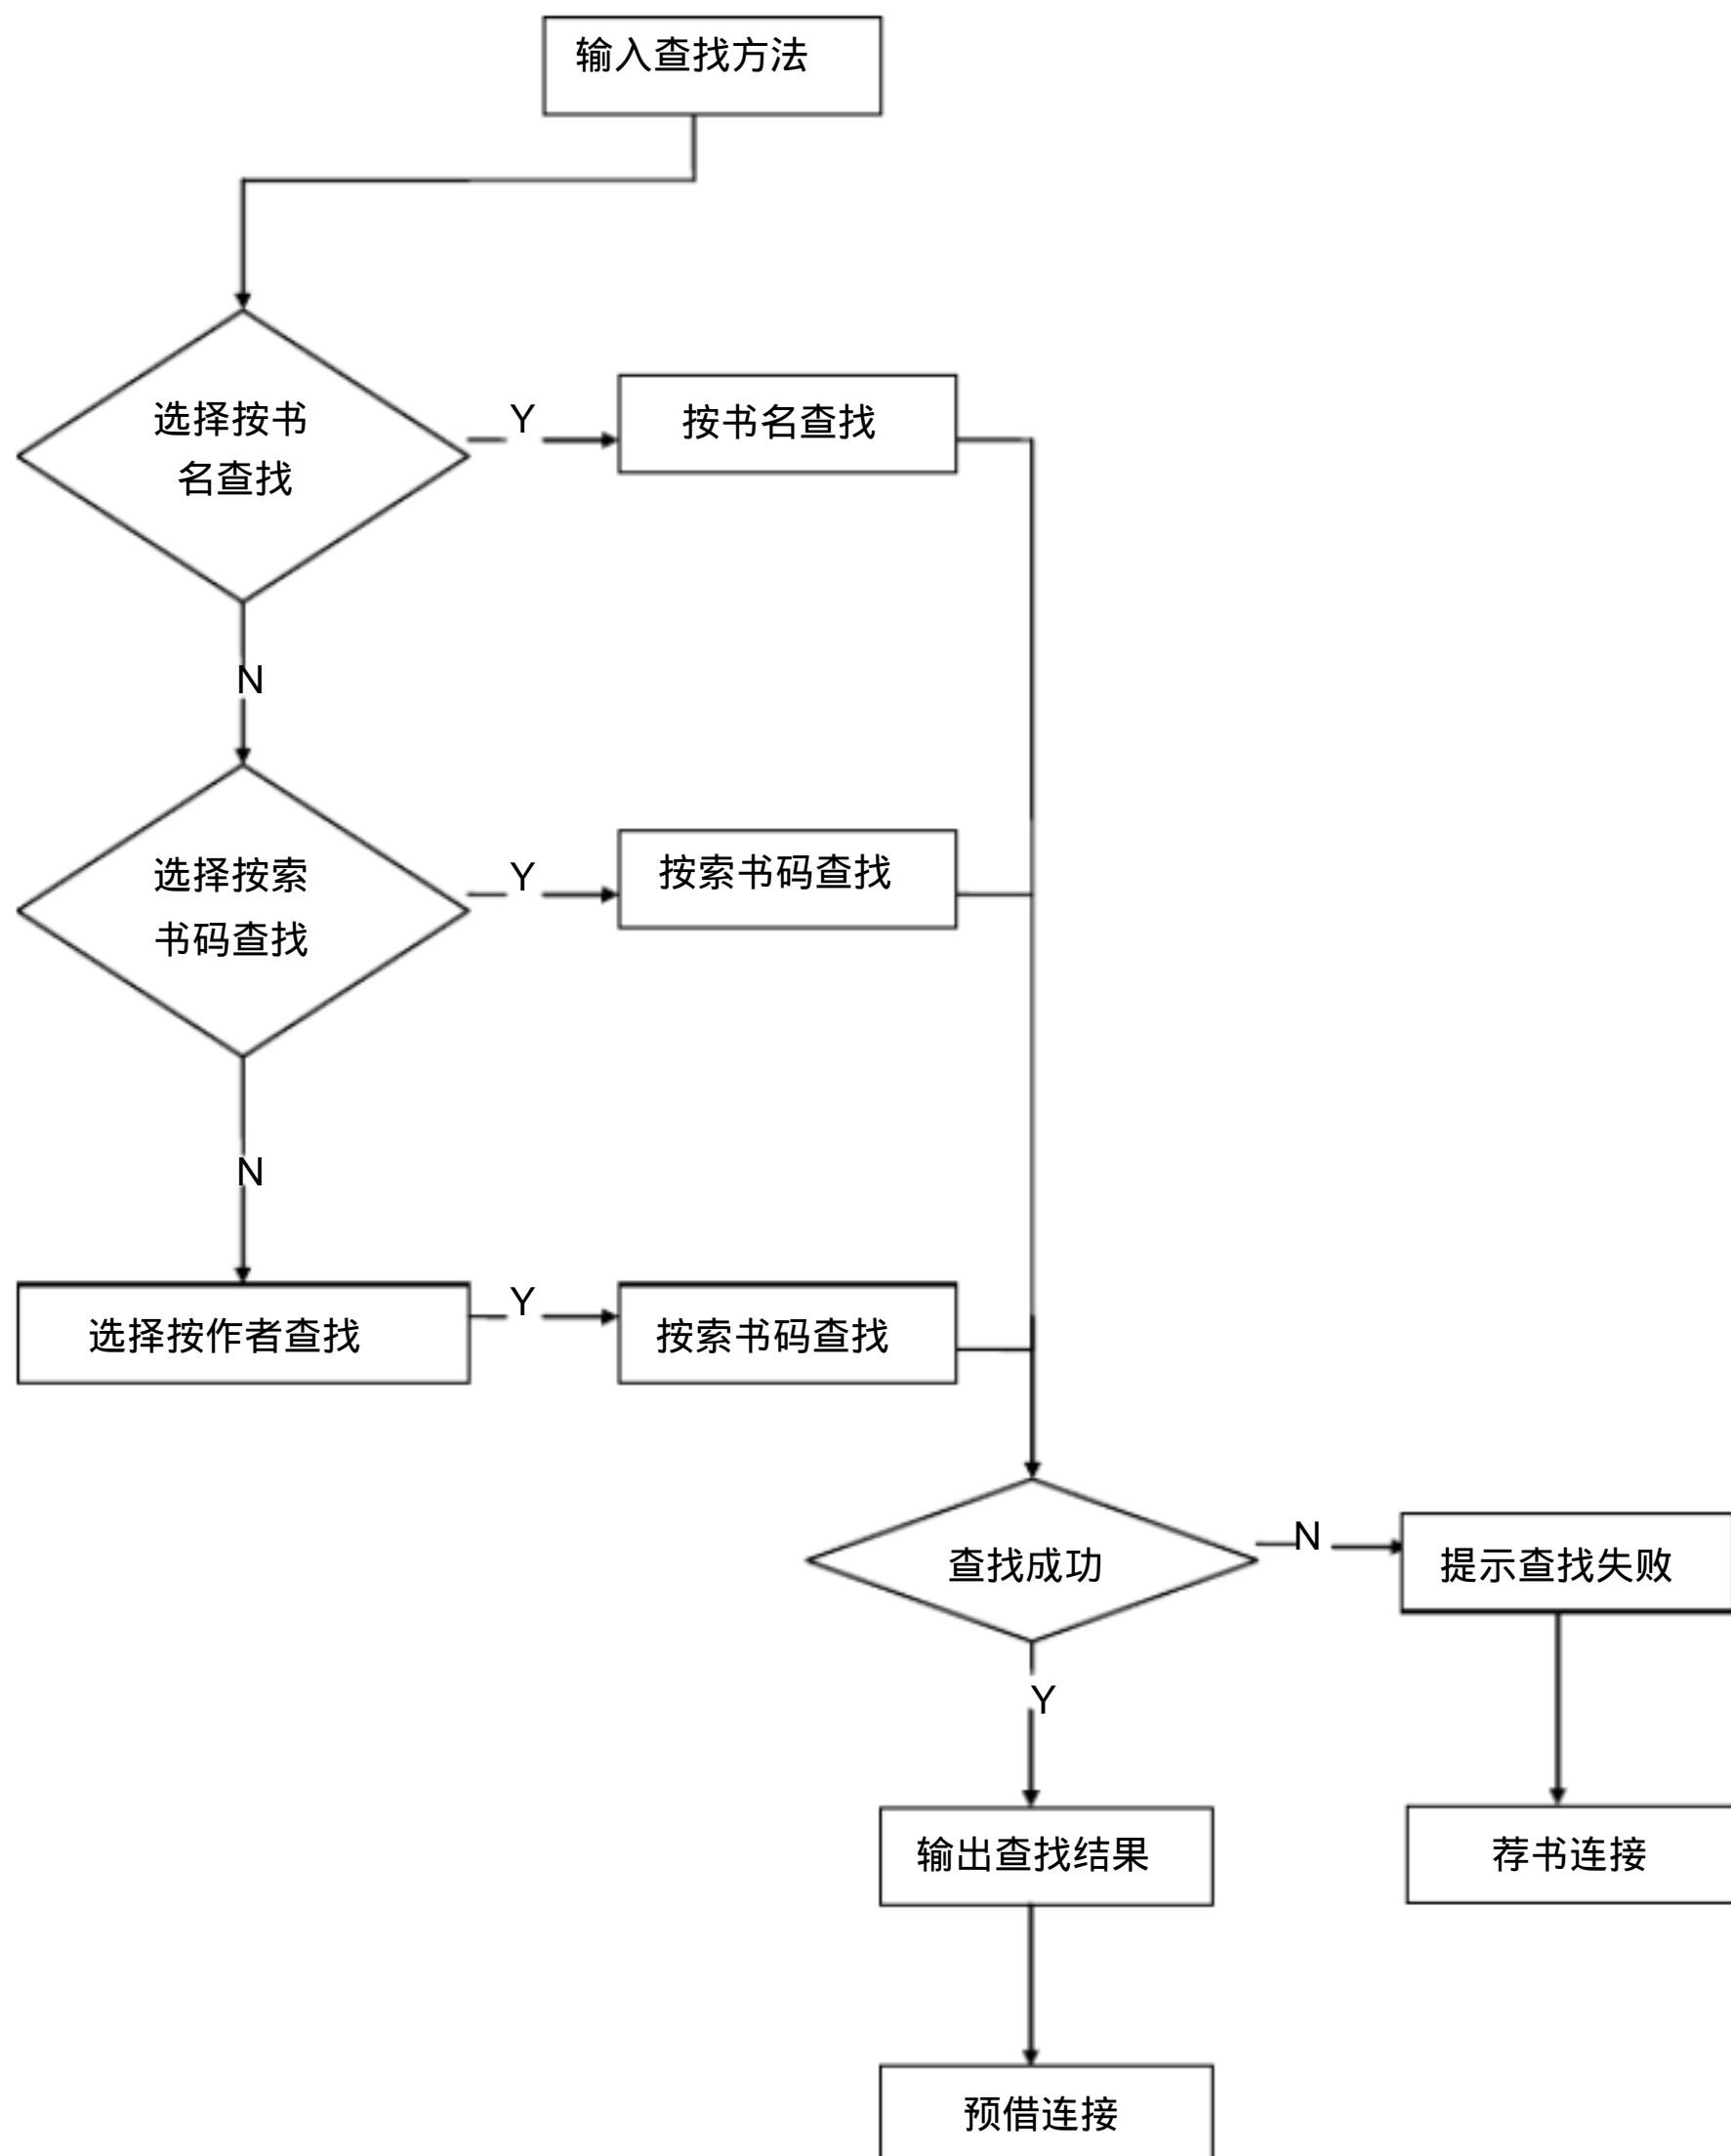 输入查找方法
选择按书
名查找
Y
按书名查找
N
选择按索
书码查找
Y
按索书码查找
N
选择按作者查找
Y
按索书码查找
查找成功
N
提示查找失败
Y
输出查找结果
荐书连接
预借连接